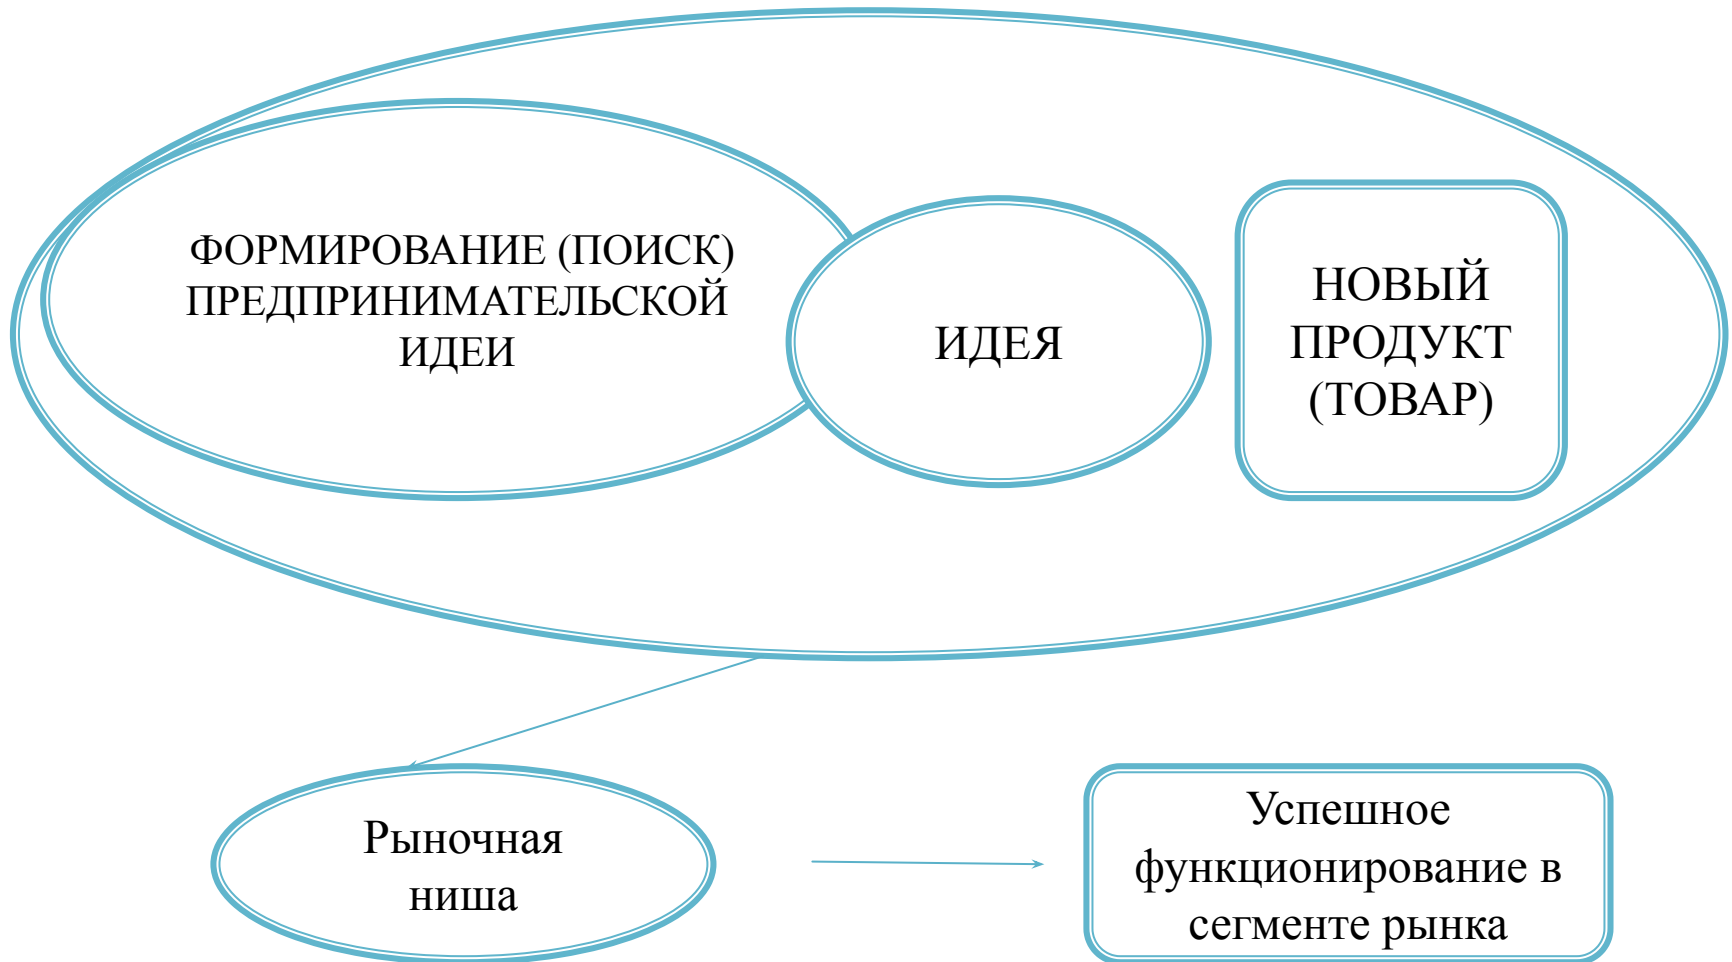 ФОРМИРОВАНИЕ (ПОИСК)
ПРЕДПРИНИМАТЕЛЬСКОЙ
ИДЕИ
ИДЕЯ
НОВЫЙ
ПРОДУКТ
(ТОВАР)
Рыночная
ниша
Успешное
функционирование в
сегменте рынка